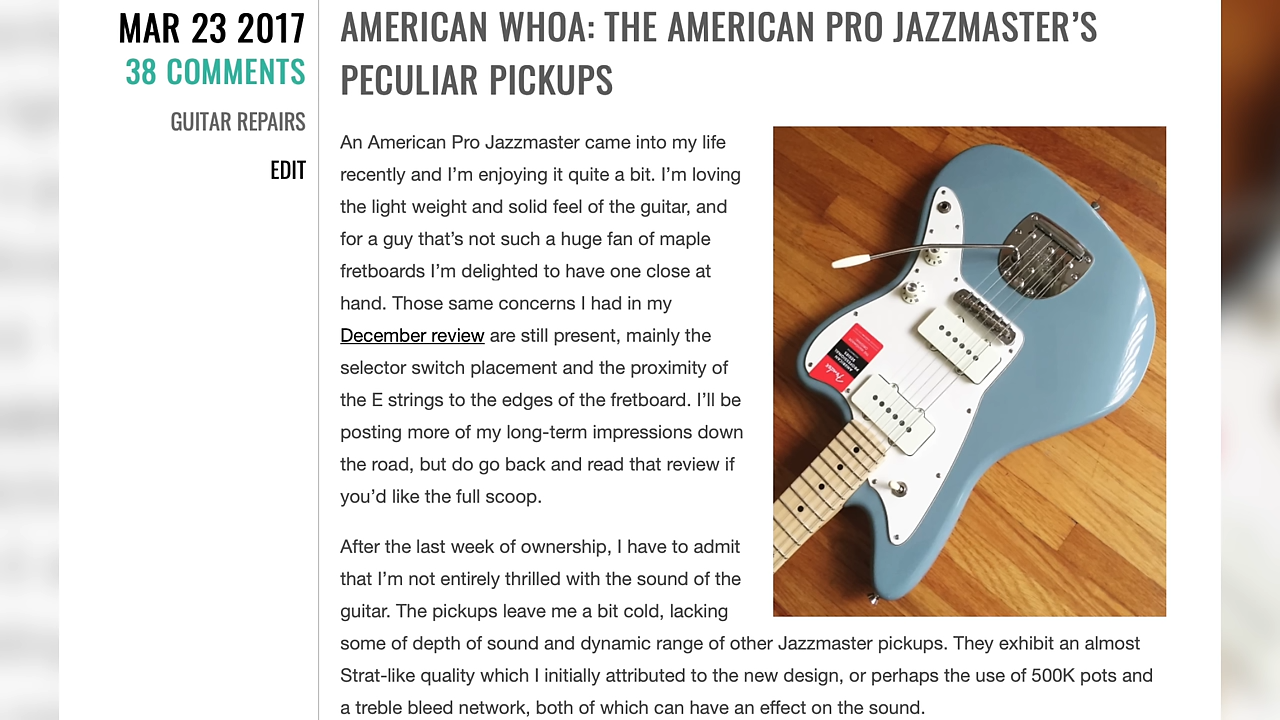 MAR 23 2017
38 COMMENTS
GUITAR REPAIRS
EDIT
AMERICAN WHOA: THE AMERICAN PRO JAZZMASTER’S
PECULIAR PICKUPS
An American Pro Jazzmaster came into my life
recently and I’m enjoying it quite a bit. I’m loving
the light weight and solid feel of the guitar, and
for a guy that’s not such a huge fan of maple
fretboards I’m delighted to have one close at
hand. Those same concerns I had in my
December review are still present, mainly the
selector switch placement and the proximity of
the E strings to the edges of the fretboard. I’ll be
posting more of my long-term impressions down
the road, but do go back and read that review if
you’d like the full scoop.
After the last week of ownership, I have to admit
that I’m not entirely thrilled with the sound of the
guitar. The pickups leave me a bit cold, lacking
some of depth of sound and dynamic range of other Jazzmaster pickups. They exhibit an almost
Strat-like quality which I initially attributed to the new design, or perhaps the use of 500K pots and
a treble bleed network, both of which can have an effect on the sound.
Fender